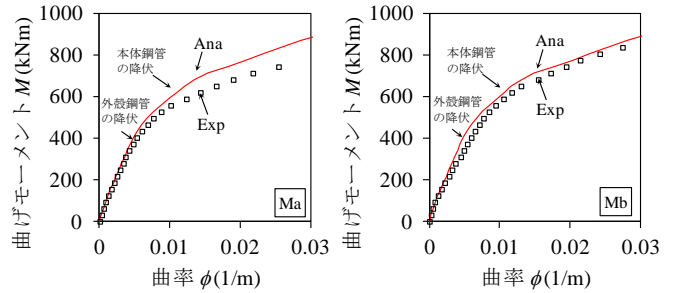 1000
800
600
400
200
0
曲げモーメント M (kNm)
本体鋼管
の降伏
外殻鋼管
の降伏
Ana
Exp
Ma
0
0.01
0.02
0.03
曲率 ϕ (1/m)
1000
800
600
400
200
0
曲げモーメント M (kNm)
本体鋼管
の降伏
外殻鋼管
の降伏
Ana
Exp
Mb
0
0.01
0.02
0.03
曲率 ϕ (1/m)